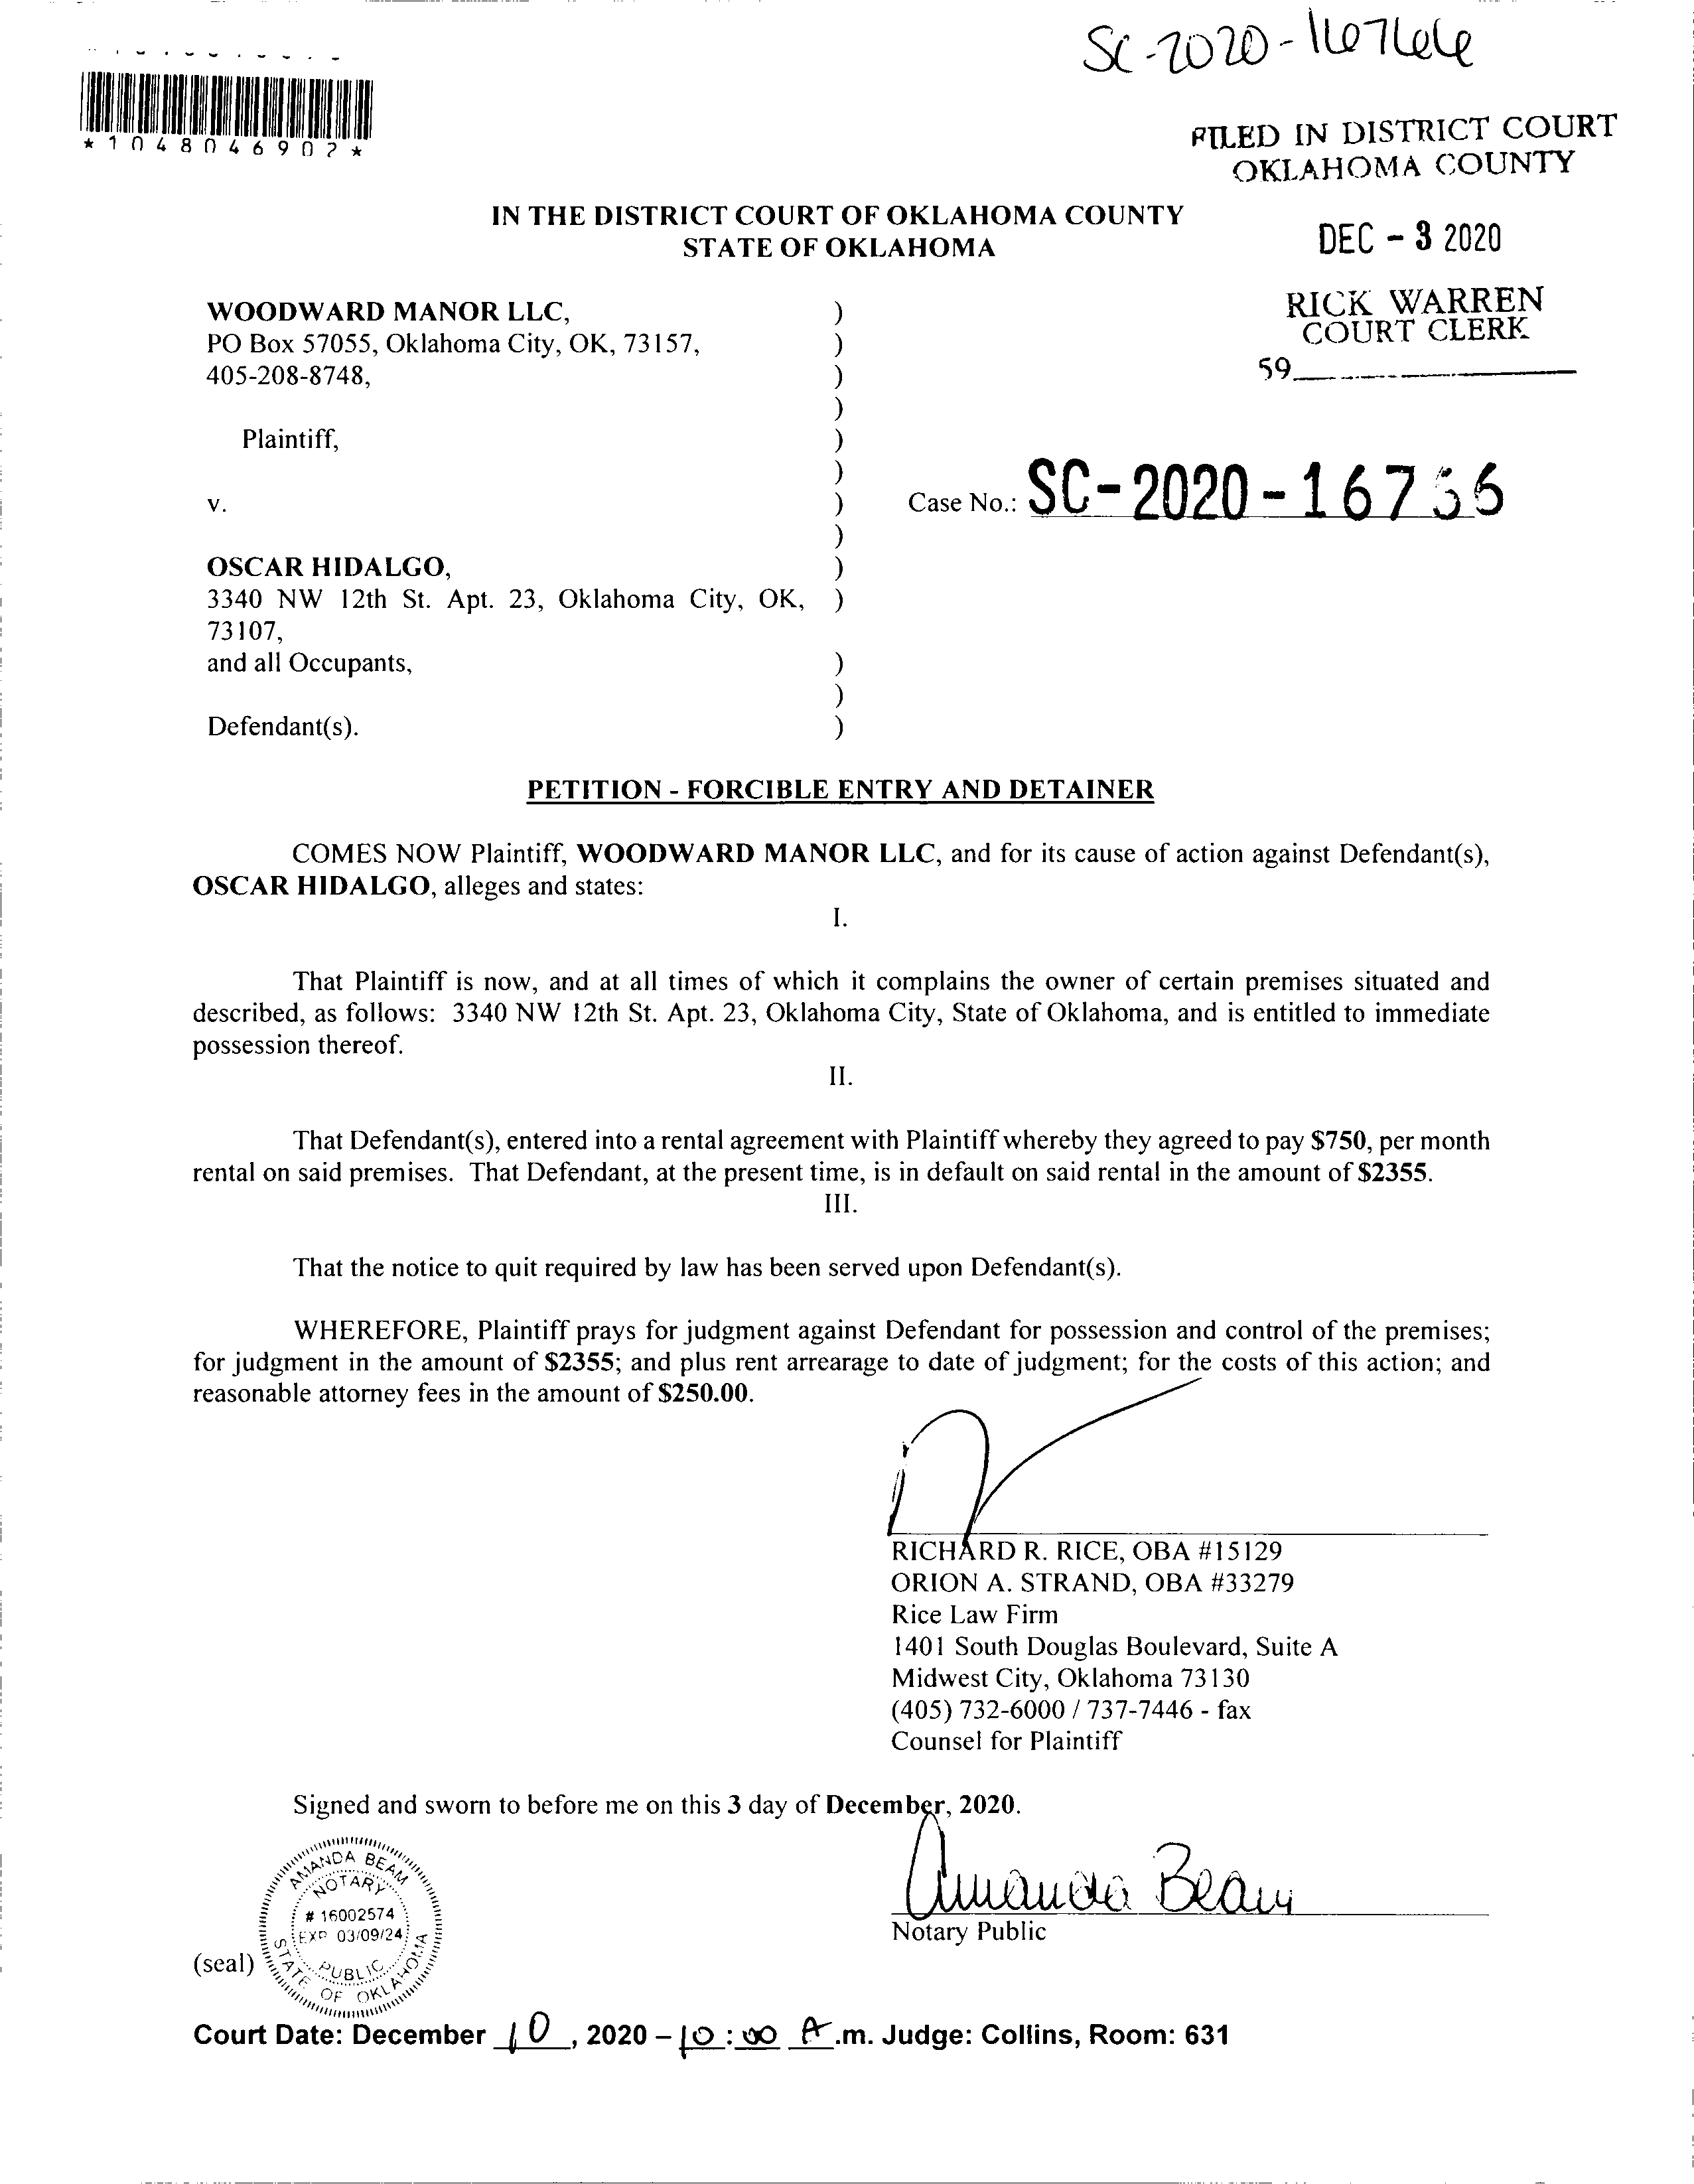 SC-2020-16766
*1048046902*
FILED IN DISTRICT COURT
OKLAHOMA COUNTY
IN THE DISTRICT COURT OF OKLAHOMA COUNTY
STATE OF OKLAHOMA
DEC - 3 2020
RICK WARREN
COURT CLERK
59
WOODWARD MANOR LLC, )
PO Box 57055, Oklahoma City, OK, 73157, )
405-208-8748, )
)
Plaintiff, )
)
v. )
Case No.: SC-2020-16766
)
OSCAR HIDALGO, )
3340 NW 12th St. Apt. 23, Oklahoma City, OK, )
73107,
and all Occupants, )
)
Defendant(s). )
PETITION - FORCIBLE ENTRY AND DETAINER
COMES NOW Plaintiff, WOODWARD MANOR LLC, and for its cause of action against Defendant(s),
OSCAR HIDALGO, alleges and states:
I.
That Plaintiff is now, and at all times of which it complains the owner of certain premises situated and
described, as follows: 3340 NW 12th St. Apt. 23, Oklahoma City, State of Oklahoma, and is entitled to immediate
possession thereof.
II.
That Defendant(s), entered into a rental agreement with Plaintiff whereby they agreed to pay $750, per month
rental on said premises. That Defendant, at the present time, is in default on said rental in the amount of $2355.
III.
That the notice to quit required by law has been served upon Defendant(s).
WHEREFORE, Plaintiff prays for judgment against Defendant for possession and control of the premises;
for judgment in the amount of $2355; and plus rent arrearage to date of judgment; for the costs of this action; and
reasonable attorney fees in the amount of $250.00.
RICHARD R. RICE, OBA #15129
ORION A. STRAND, OBA #33279
Rice Law Firm
1401 South Douglas Boulevard, Suite A
Midwest City, Oklahoma 73130
(405) 732-6000 / 737-7446 - fax
Counsel for Plaintiff
Signed and sworn to before me on this 3 day of December, 2020.
Amanda Beam
Notary Public
AMANDA BEAM
NOTARY
# 16002574
EXP 03/09/24
PUBLIC
STATE OF OKLAHOMA
(seal)
Court Date: December 10, 2020 – 10:00 A.m. Judge: Collins, Room: 631